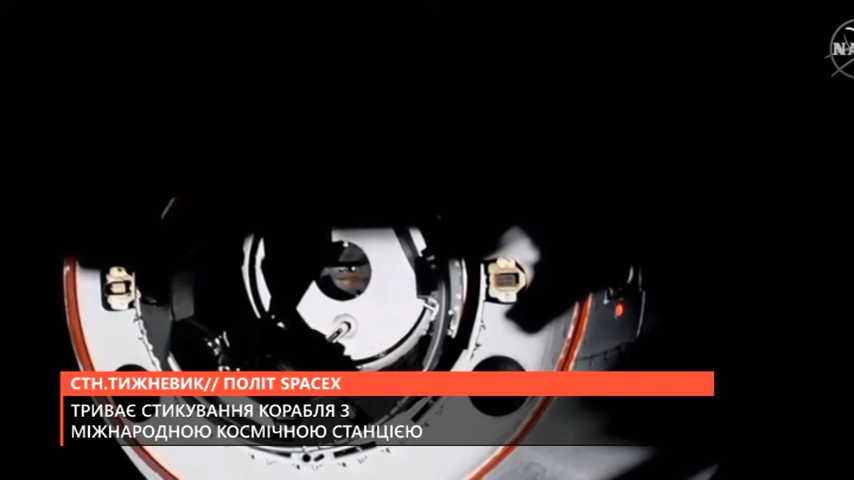 СТН.ТИЖНЕВИК// ПОЛІТ SPACEX
ТРИВАЄ СТИКУВАННЯ КОРАБЛЯ З
МІЖНАРОДНОЮ КОСМІЧНОЮ СТАНЦІЄЮ